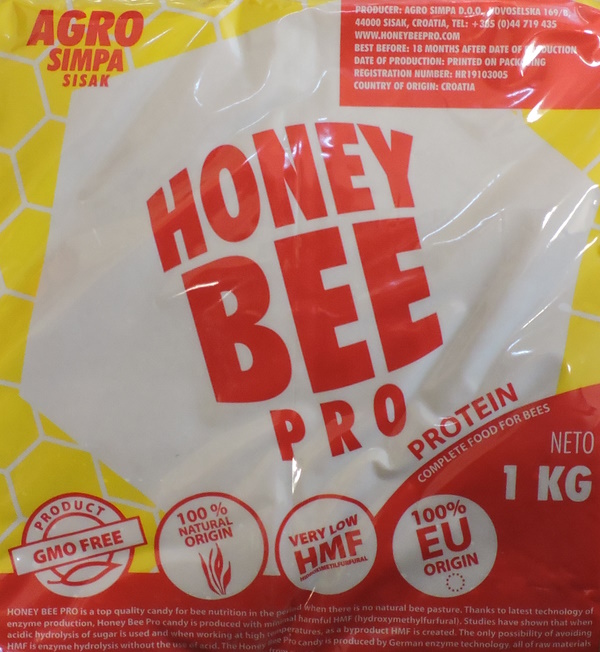 AGRO
SIMPA
SISAK
PRODUCER: AGRO SIMPA D.O.O., NOVOSELSKA 169/B,
44000 SISAK, CROATIA, TEL: +385 (0)44 719 435
WWW.HONEYBEEPRO.COM
BEST BEFORE: 18 MONTHS AFTER DATE OF PRODUCTION
DATE OF PRODUCTION: PRINTED ON PACKAGING
REGISTRATION NUMBER: HR19103005
COUNTRY OF ORIGIN: CROATIA
HONEY
BEE
PRO
PROTEIN
COMPLETE FOOD FOR BEES
NETO
1 KG
PRODUCT
GMO FREE
100 %
NATURAL
ORIGIN
VERY LOW
HMF
100%
EU
ORIGIN
HONEY BEE PRO is a top quality candy for bee nutrition in the period when there is no natural bee pasture. Thanks to latest technology of
enzyme production, Honey Bee Pro candy is produced with minimal harmful HMF (hydroxymethylfurfural). Studies have shown that when
acidic hydrolysis of sugar is used and when working at high temperatures, as a byproduct HMF is created. The only possibility of avoiding
HMF is enzyme hydrolysis without the use of acid. The Honey Bee Pro candy is produced by German enzyme technology, all of raw materials